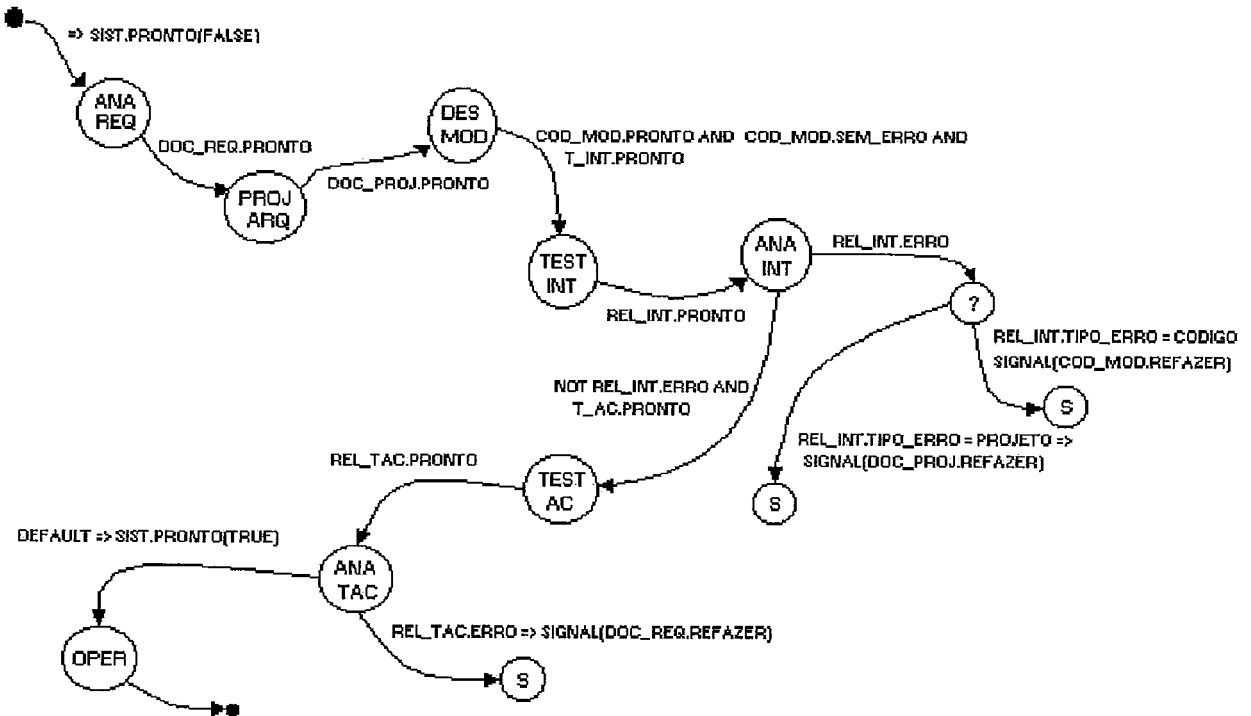 => SIST.PRONTO(FALSE)
ANA
REQ
DOC_REQ.PRONTO
PROJ
ARQ
DOC_PROJ.PRONTO
DES
MOD
COD_MOD.PRONTO AND COD_MOD.SEM_ERRO AND
T_INT.PRONTO
TEST
INT
REL_INT.PRONTO
ANA
INT
REL_INT.ERRO
?
REL_INT.TIPO_ERRO = CODIGO
SIGNAL(COD_MOD.REFAZER)
S
REL_INT.TIPO_ERRO = PROJETO =>
SIGNAL(DOC_PROJ.REFAZER)
S
NOT REL_INT.ERRO AND
T_AC.PRONTO
TEST
AC
REL_TAC.PRONTO
ANA
TAC
DEFAULT => SIST.PRONTO(TRUE)
OPER
REL_TAC.ERRO => SIGNAL(DOC_REQ.REFAZER)
S